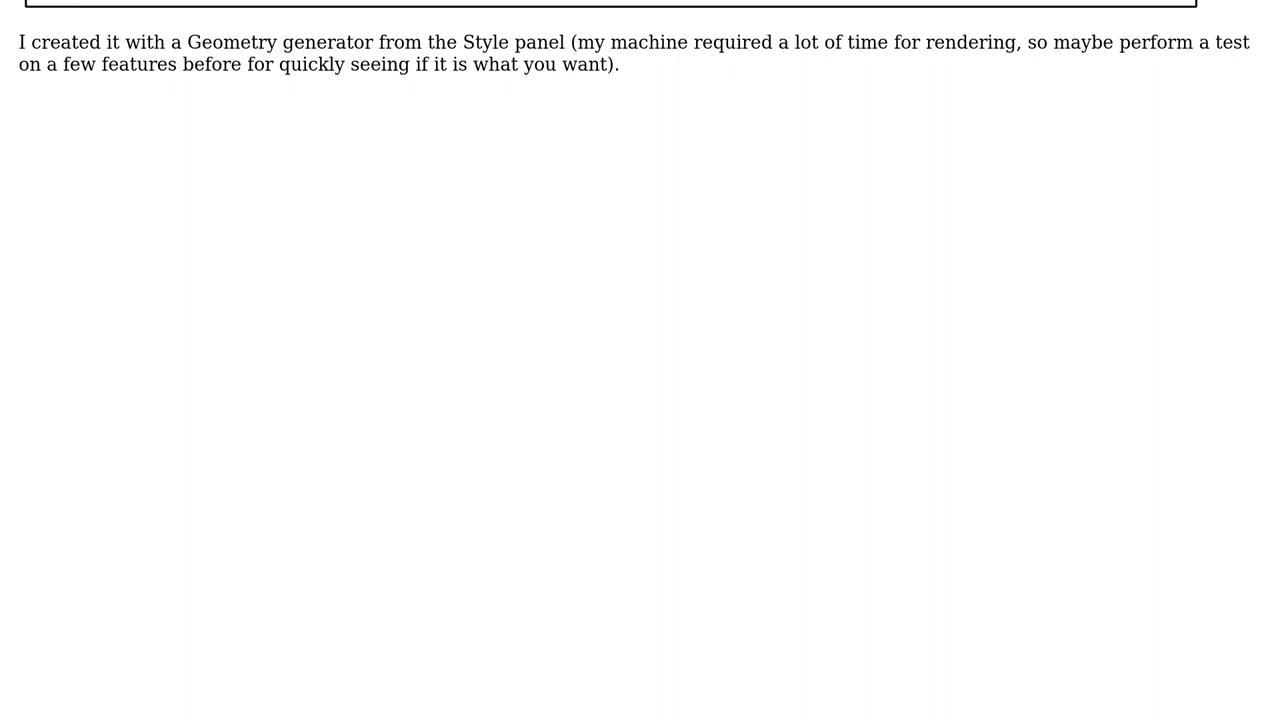 I created it with a Geometry generator from the Style panel (my machine required a lot of time for rendering, so maybe perform a test
on a few features before for quickly seeing if it is what you want).